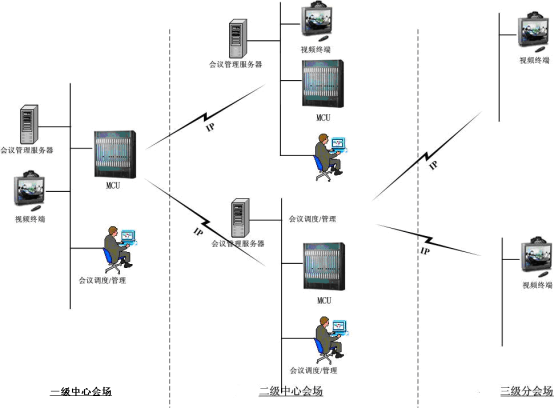 会议管理服务器
MCU
视频终端
会议调度/管理
一级中心会场
IP
IP
视频终端
会议管理服务器
MCU
会议调度/管理
会议管理服务器
MCU
会议调度/管理
二级中心会场
IP
IP
视频终端
视频终端
三级分会场